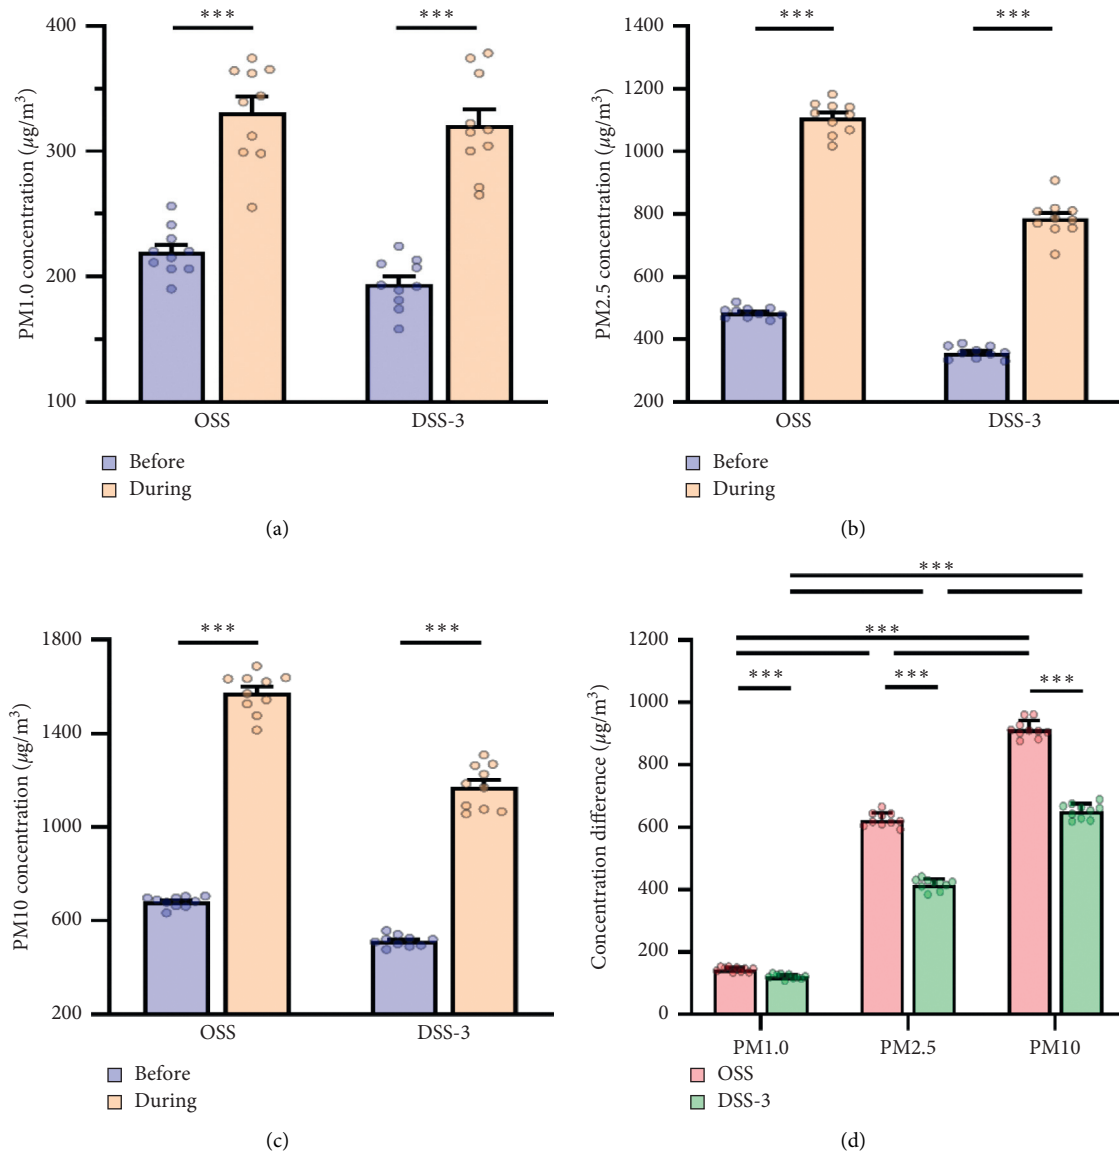 PM1.0 concentration (μg/m³)
400
300
200
100
***
***
OSS
DSS-3
Before
During
(a)
PM2.5 concentration (μg/m³)
1400
1200
1000
800
600
400
200
***
***
OSS
DSS-3
Before
During
(b)
PM10 concentration (μg/m³)
1800
1400
1000
600
200
***
***
OSS
DSS-3
Before
During
(c)
Concentration difference (μg/m³)
1200
1000
800
600
400
200
0
***
***
***
***
***
PM1.0
PM2.5
PM10
OSS
DSS-3
(d)